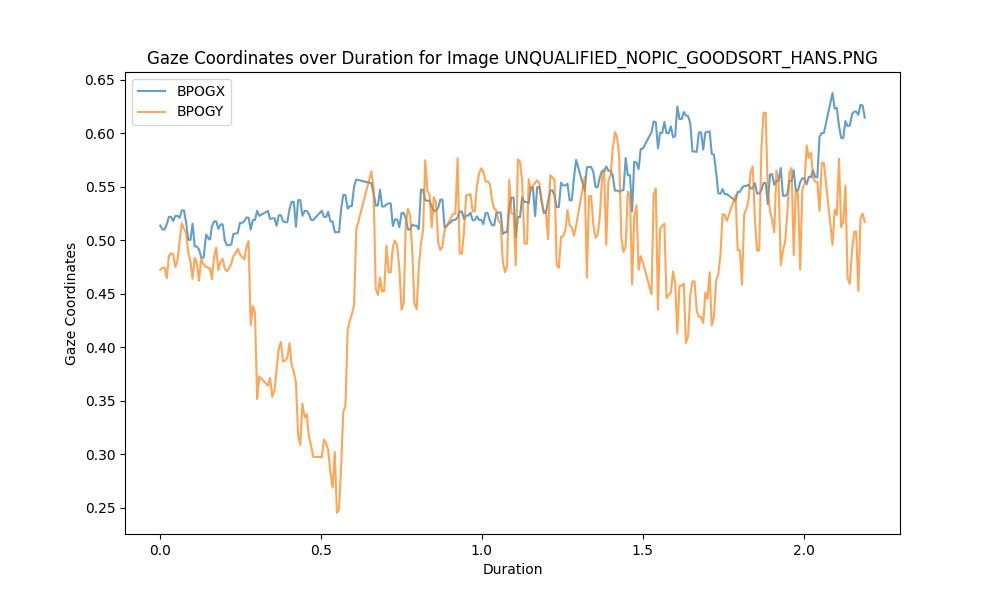 Gaze Coordinates over Duration for Image UNQUALIFIED_NOPIC_GOODSORT_HANS.PNG
BPOGX
BPOGY
0.65
0.60
0.55
0.50
0.45
0.40
0.35
0.30
0.25
Gaze Coordinates
0.0 0.5 1.0 1.5 2.0
Duration